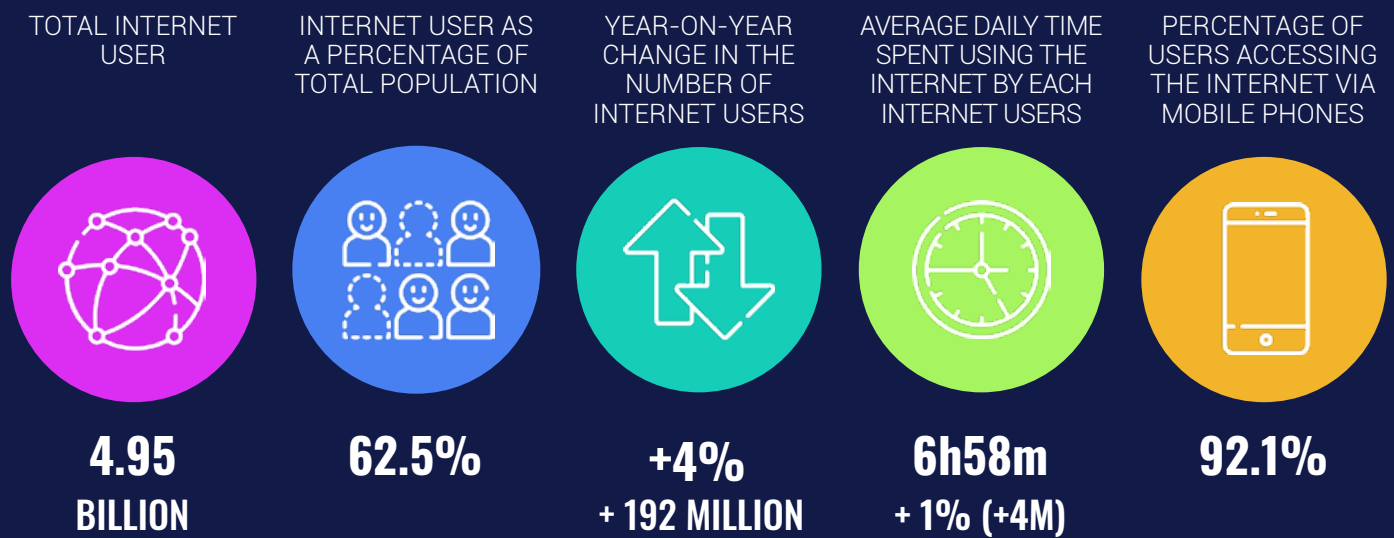 TOTAL INTERNET
USER
INTERNET USER AS
A PERCENTAGE OF
TOTAL POPULATION
YEAR-ON-YEAR
CHANGE IN THE
NUMBER OF
INTERNET USERS
AVERAGE DAILY TIME
SPENT USING THE
INTERNET BY EACH
INTERNET USERS
PERCENTAGE OF
USERS ACCESSING
THE INTERNET VIA
MOBILE PHONES
4.95
BILLION
62.5%
+4%
+ 192 MILLION
6h58m
+ 1% (+4M)
92.1%